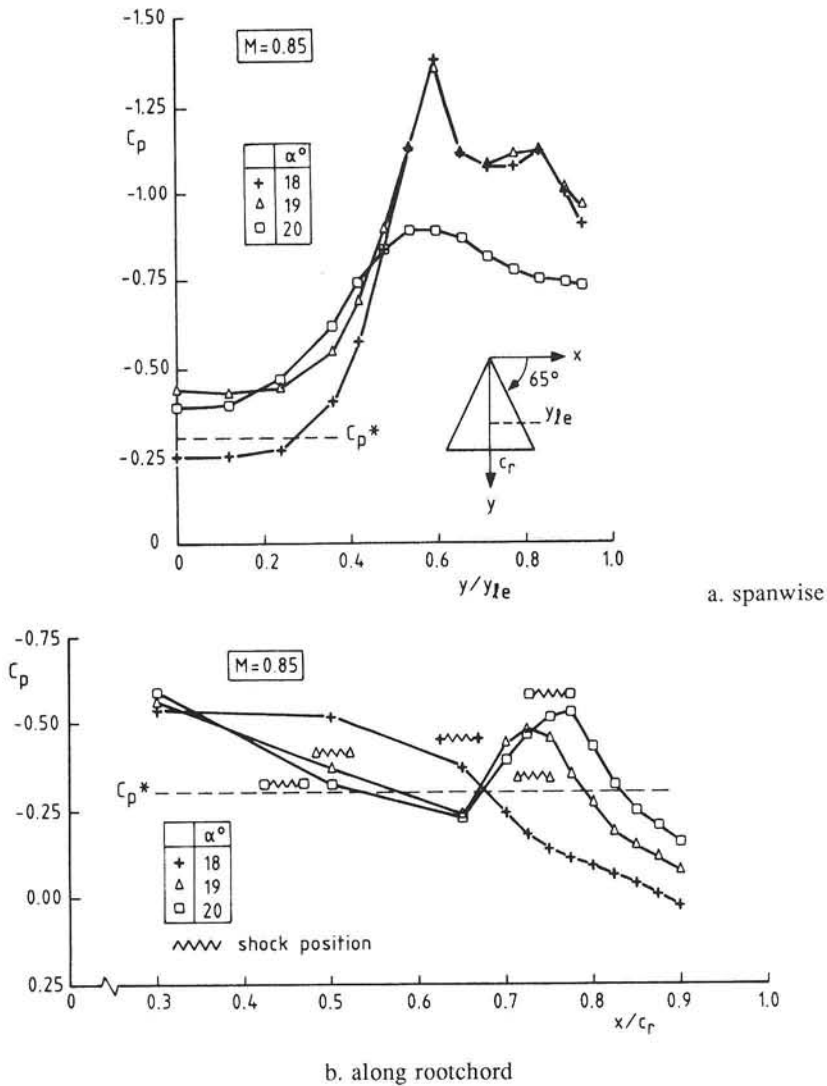 -1.50
M=0.85
-1.25
Cp
α°
+ 18
△ 19
□ 20
-1.00
-0.75
-0.50
Cp*
-0.25
0
x
65°
yℓe
cr
y
0 0.2 0.4 0.6 0.8 1.0
y/yℓe
a. spanwise
-0.75
Cp
M=0.85
-0.50
Cp*
-0.25
α°
+ 18
△ 19
□ 20
0.00
shock position
0.25
0 0.3 0.4 0.5 0.6 0.7 0.8 0.9 1.0
x/cr
b. along rootchord